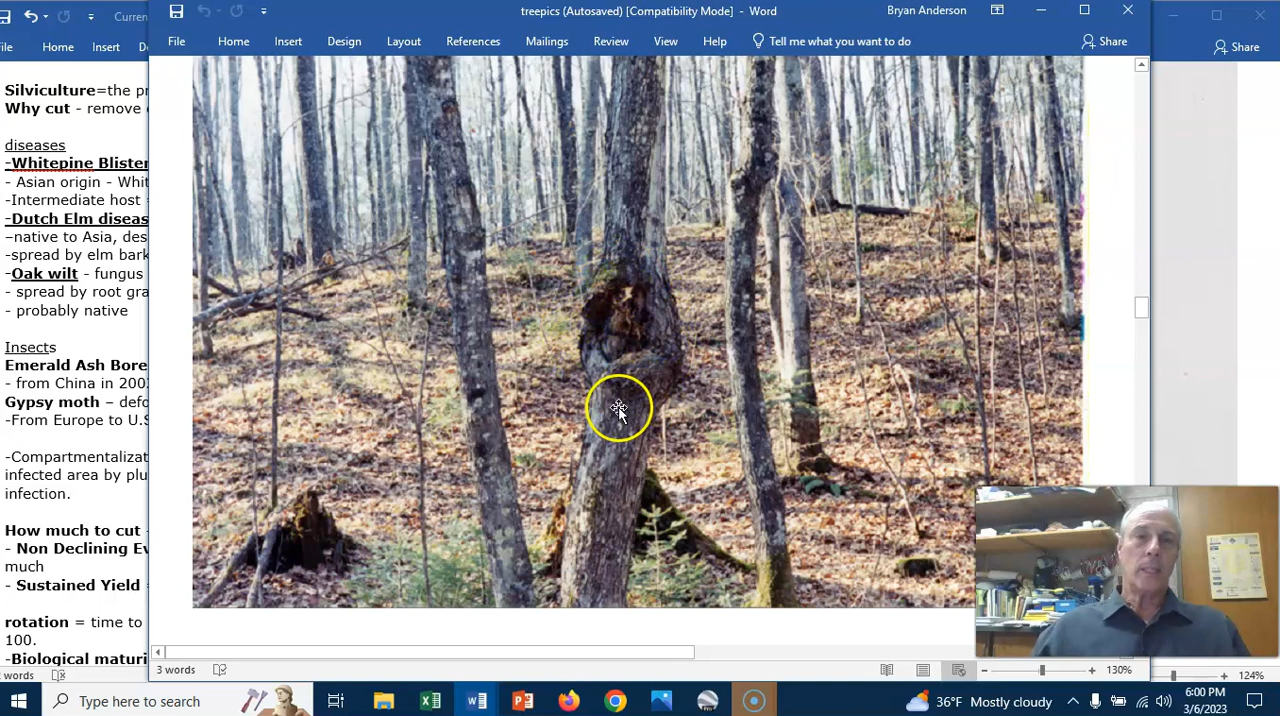 Curren
treepics (Autosaved) [Compatibility Mode] - Word
Bryan Anderson
File Home Insert Design Layout References Mailings Review View Help Tell me what you want to do Share
File Home Insert
Share
Silviculture=the pr
Why cut - remove
diseases
-Whitepine Blister
- Asian origin - Whit
-Intermediate host
-Dutch Elm diseas
–native to Asia, des
-spread by elm bark
-Oak wilt - fungus
- spread by root gra
- probably native
Insects
Emerald Ash Bore
- from China in 200
Gypsy moth – defo
-From Europe to U.S
-Compartmentalizat
infected area by plu
infection.
How much to cut
- Non Declining Ev
much
- Sustained Yield
rotation = time to
100.
-Biological maturi
words
3 words
130%
124%
Type here to search
36°F Mostly cloudy
6:00 PM
3/6/2023